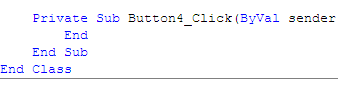 Private Sub Button4_Click(ByVal sender
End
End Sub
End Class